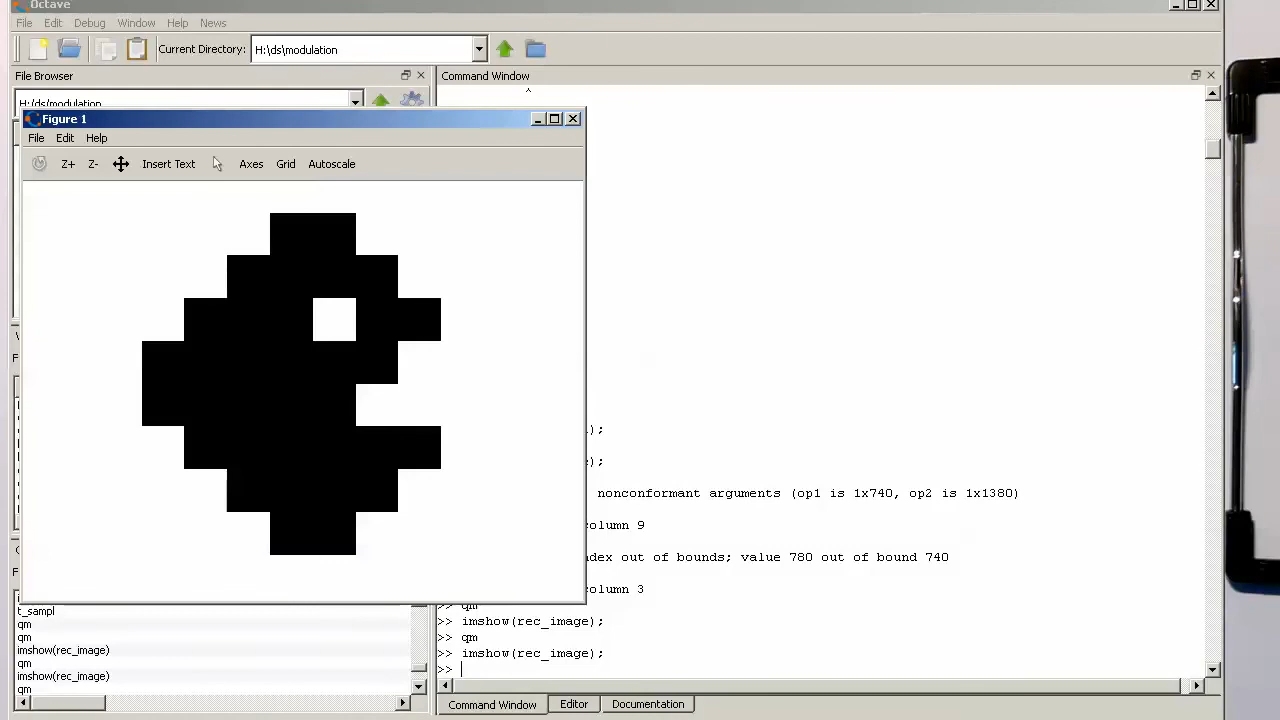 Octave
File Edit Debug Window Help News
Current Directory: H:\ds\modulation
File Browser
Command Window
H:\ds\modulation
^
Figure 1
File Edit Help
Z+ Z- Insert Text Axes Grid Autoscale
);
);
nonconformant arguments (op1 is 1x740, op2 is 1x1380)
column 9
index out of bounds; value 780 out of bound 740
column 3
t_sampl
qm
qm
imshow(rec_image)
qm
imshow(rec_image)
qm
>> qm
>> imshow(rec_image);
>> qm
>> imshow(rec_image);
>>
Command Window Editor Documentation